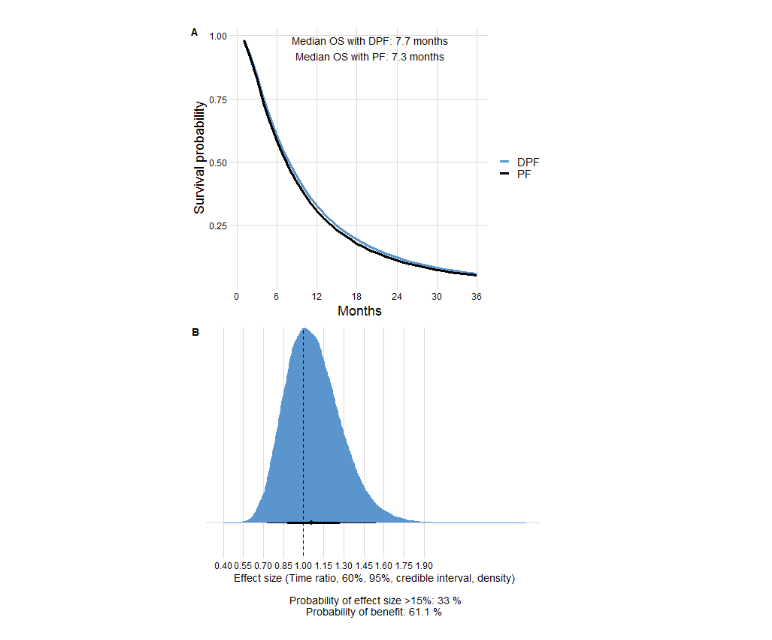 A
1.00
Median OS with DPF: 7.7 months
Median OS with PF: 7.3 months
0.75
0.50
0.25
Survival probability
DPF
PF
0 6 12 18 24 30 36
Months
B
0.40 0.55 0.70 0.85 1.00 1.15 1.30 1.45 1.60 1.75 1.90
Effect size (Time ratio, 60%, 95%, credible interval, density)
Probability of effect size >15%: 33 %
Probability of benefit: 61.1 %